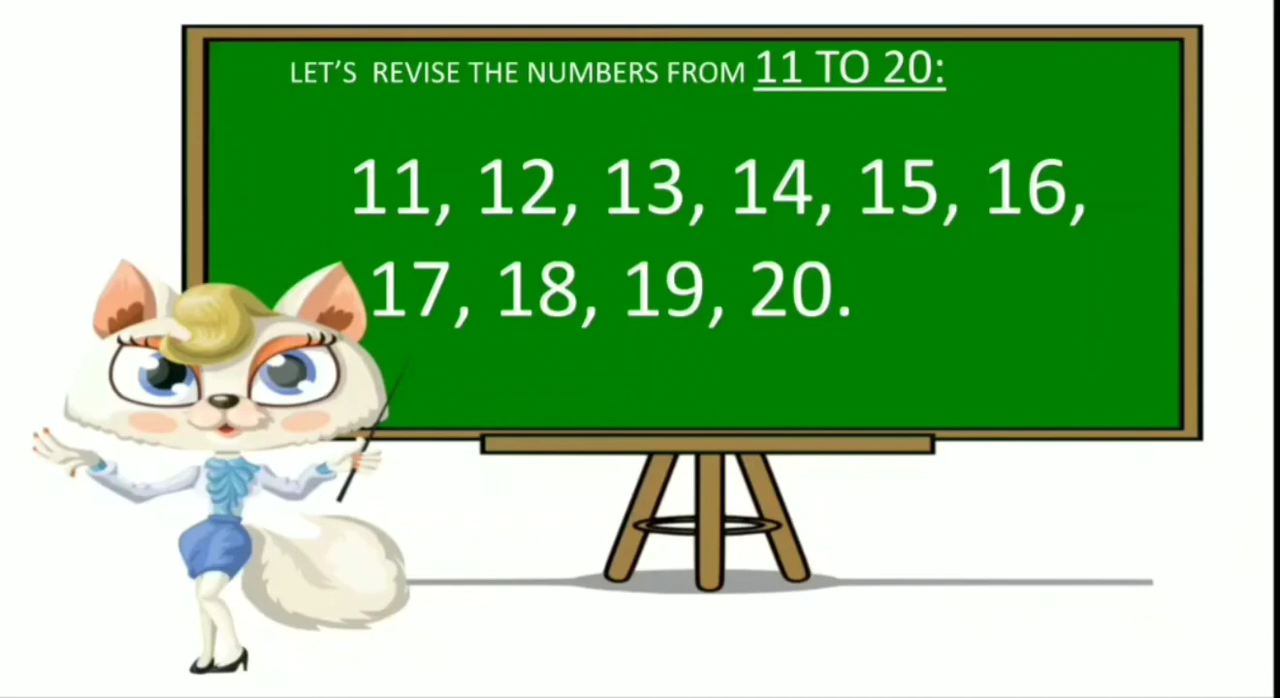 LET'S REVISE THE NUMBERS FROM 11 TO 20:
11, 12, 13, 14, 15, 16,
17, 18, 19, 20.